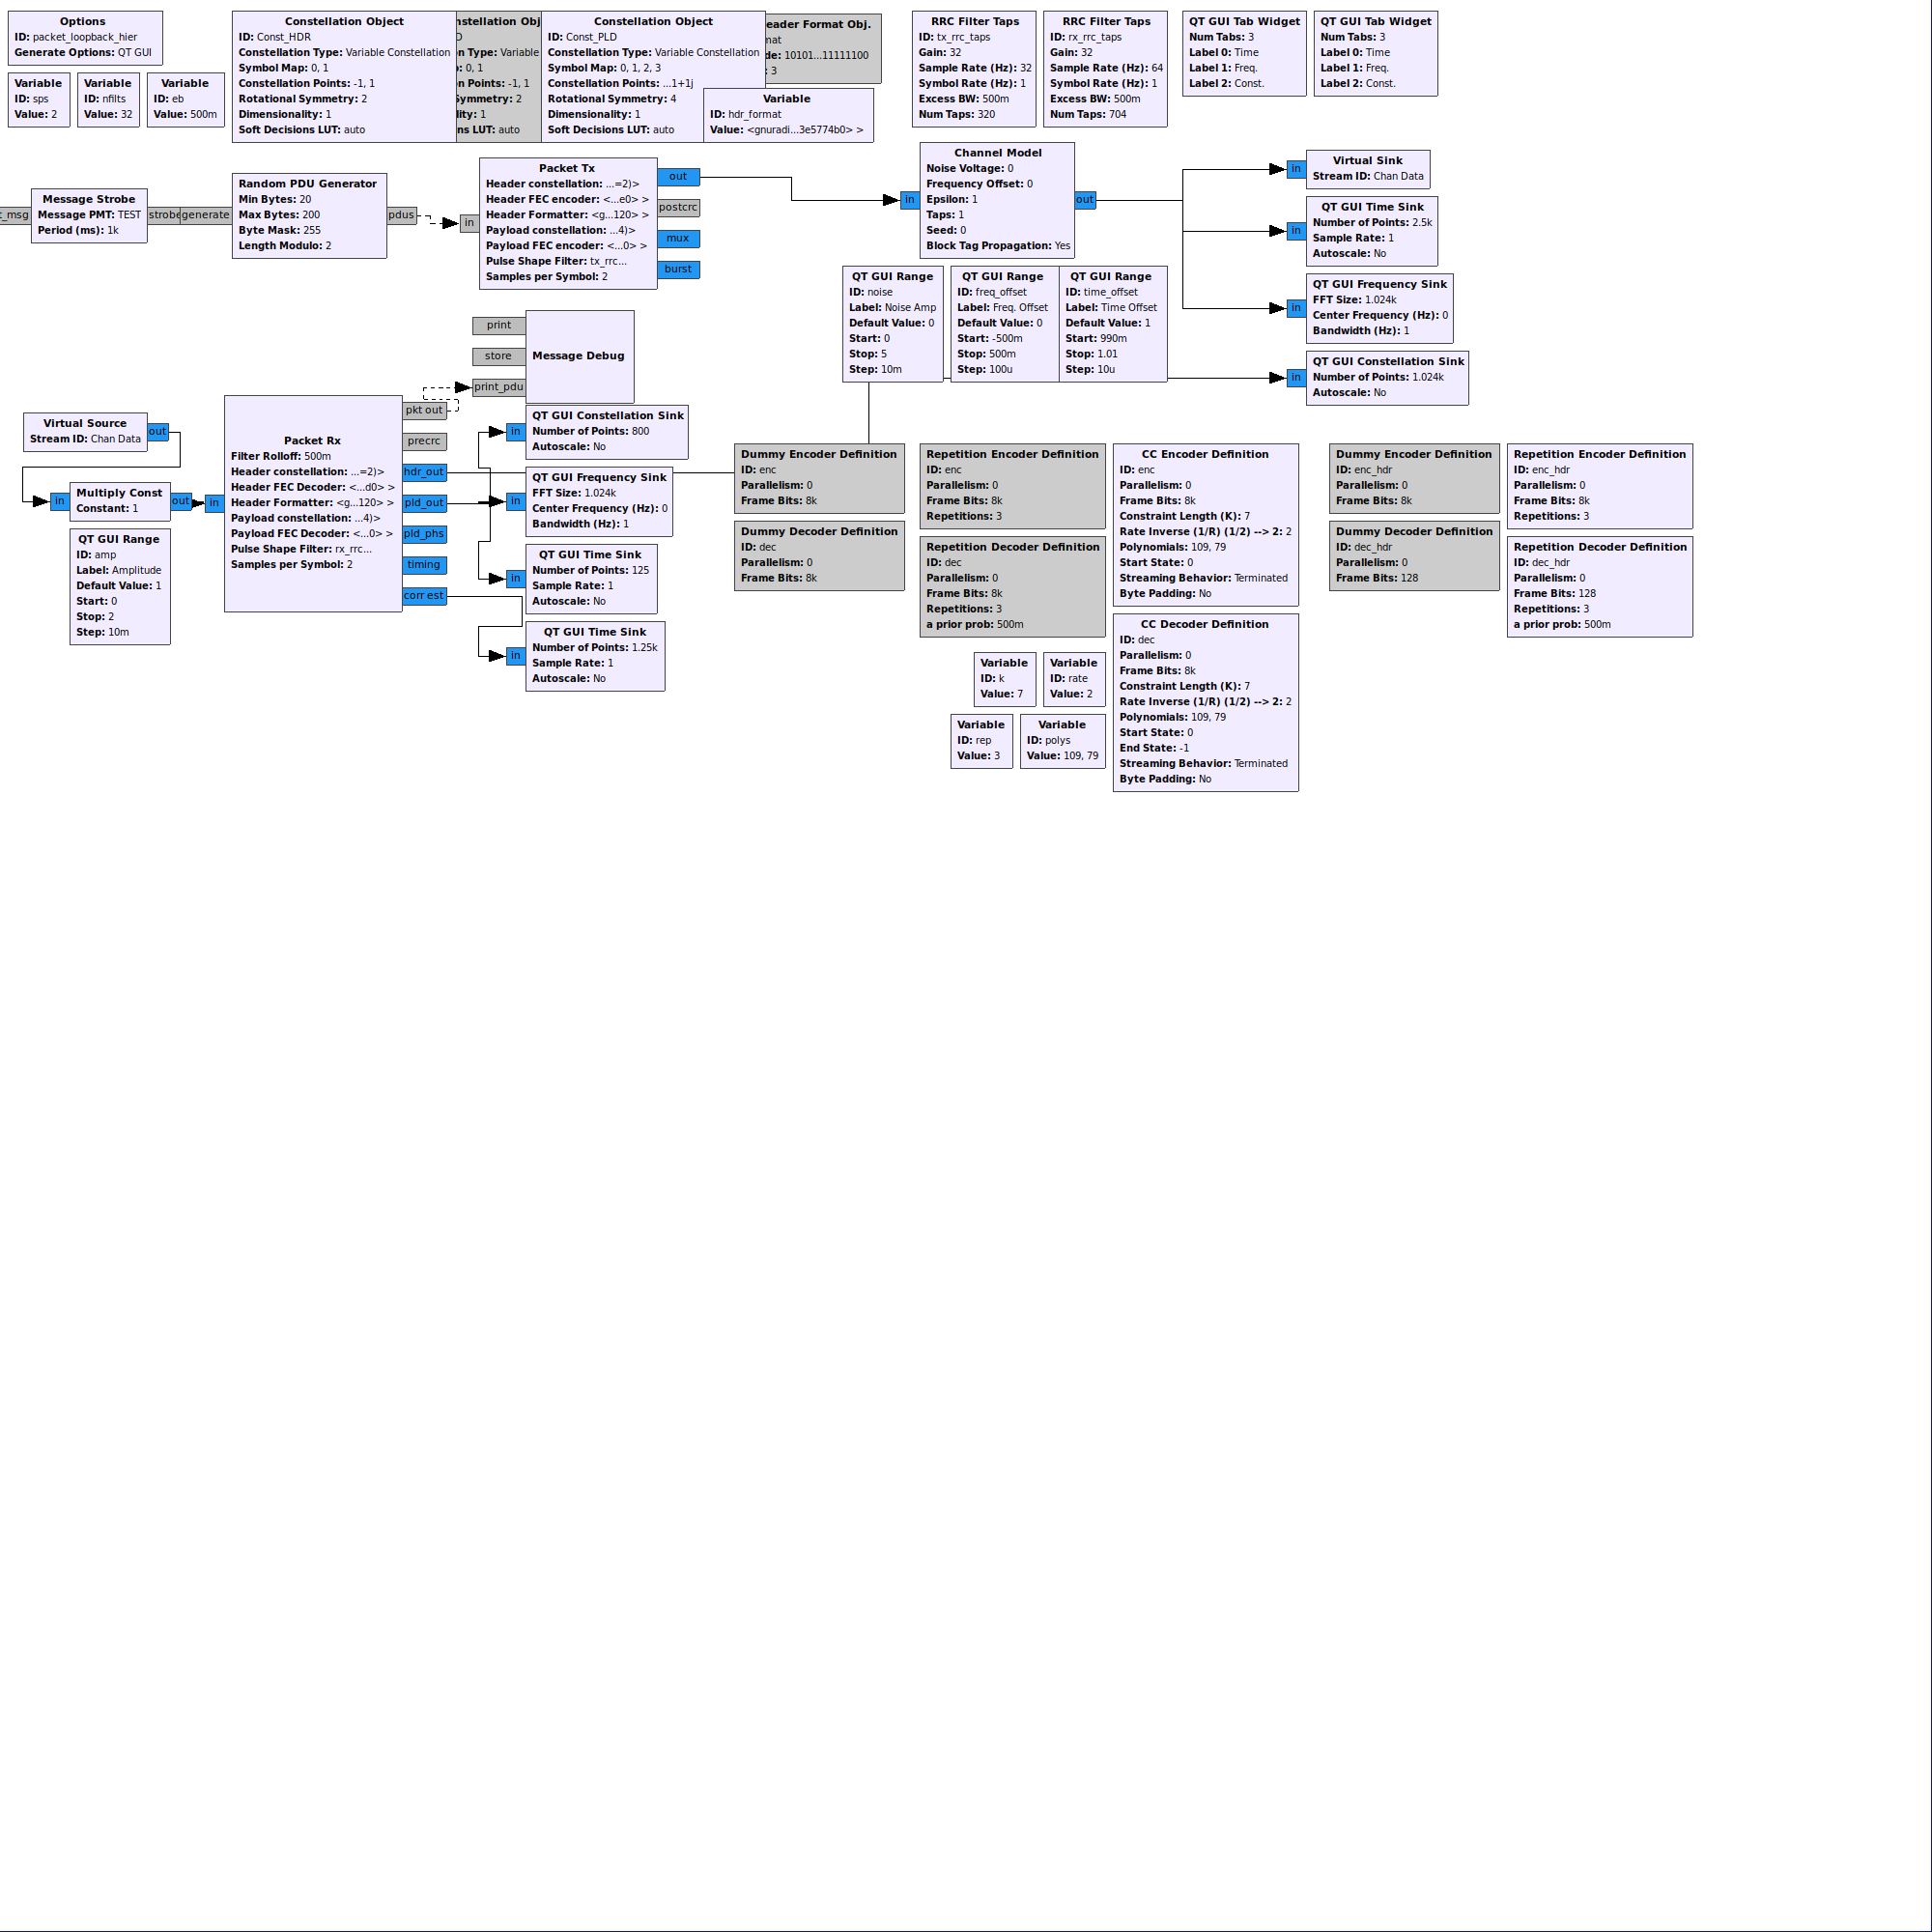 Options
ID: packet_loopback_hier
Generate Options: QT GUI
Variable
ID: sps
Value: 2
Variable
ID: nfilts
Value: 32
Variable
ID: eb
Value: 500m
Constellation Object
ID: Const_HDR
Constellation Type: Variable Constellation
Symbol Map: 0, 1
Constellation Points: -1, 1
Rotational Symmetry: 2
Dimensionality: 1
Soft Decisions LUT: auto
nstellation Obj
D
n Type: Variable
: 0, 1
n Points: -1, 1
Symmetry: 2
lity: 1
ns LUT: auto
Constellation Object
ID: Const_PLD
Constellation Type: Variable Constellation
Symbol Map: 0, 1, 2, 3
Constellation Points: ...1+1j
Rotational Symmetry: 4
Dimensionality: 1
Soft Decisions LUT: auto
eader Format Obj.
mat
de: 10101...11111100
: 3
Variable
ID: hdr_format
Value: <gnuradi...3e5774b0> >
RRC Filter Taps
ID: tx_rrc_taps
Gain: 32
Sample Rate (Hz): 32
Symbol Rate (Hz): 1
Excess BW: 500m
Num Taps: 320
RRC Filter Taps
ID: rx_rrc_taps
Gain: 32
Sample Rate (Hz): 64
Symbol Rate (Hz): 1
Excess BW: 500m
Num Taps: 704
QT GUI Tab Widget
Num Tabs: 3
Label 0: Time
Label 1: Freq.
Label 2: Const.
QT GUI Tab Widget
Num Tabs: 3
Label 0: Time
Label 1: Freq.
Label 2: Const.
t_msg
Message Strobe
Message PMT: TEST
Period (ms): 1k
strobe
generate
Random PDU Generator
Min Bytes: 20
Max Bytes: 200
Byte Mask: 255
Length Modulo: 2
pdus
in
Packet Tx
Header constellation: ...=2)>
Header FEC encoder: <...e0> >
Header Formatter: <g...120> >
Payload constellation: ...4)>
Payload FEC encoder: <...0> >
Pulse Shape Filter: tx_rrc...
Samples per Symbol: 2
out
postcrc
mux
burst
in
Channel Model
Noise Voltage: 0
Frequency Offset: 0
Epsilon: 1
Taps: 1
Seed: 0
Block Tag Propagation: Yes
out
in
Virtual Sink
Stream ID: Chan Data
in
QT GUI Time Sink
Number of Points: 2.5k
Sample Rate: 1
Autoscale: No
in
QT GUI Frequency Sink
FFT Size: 1.024k
Center Frequency (Hz): 0
Bandwidth (Hz): 1
in
QT GUI Constellation Sink
Number of Points: 1.024k
Autoscale: No
QT GUI Range
ID: noise
Label: Noise Amp
Default Value: 0
Start: 0
Stop: 5
Step: 10m
QT GUI Range
ID: freq_offset
Label: Freq. Offset
Default Value: 0
Start: -500m
Stop: 500m
Step: 100u
QT GUI Range
ID: time_offset
Label: Time Offset
Default Value: 1
Start: 990m
Stop: 1.01
Step: 10u
print
store
print_pdu
Message Debug
Virtual Source
Stream ID: Chan Data
out
in
Multiply Const
Constant: 1
out
QT GUI Range
ID: amp
Label: Amplitude
Default Value: 1
Start: 0
Stop: 2
Step: 10m
in
Packet Rx
Filter Rolloff: 500m
Header constellation: ...=2)>
Header FEC Decoder: <...d0> >
Header Formatter: <g...120> >
Payload constellation: ...4)>
Payload FEC Decoder: <...0> >
Pulse Shape Filter: rx_rrc...
Samples per Symbol: 2
pkt out
precrc
hdr_out
pld_out
pld_phs
timing
corr est
in
QT GUI Constellation Sink
Number of Points: 800
Autoscale: No
in
QT GUI Frequency Sink
FFT Size: 1.024k
Center Frequency (Hz): 0
Bandwidth (Hz): 1
in
QT GUI Time Sink
Number of Points: 125
Sample Rate: 1
Autoscale: No
in
QT GUI Time Sink
Number of Points: 1.25k
Sample Rate: 1
Autoscale: No
Dummy Encoder Definition
ID: enc
Parallelism: 0
Frame Bits: 8k
Dummy Decoder Definition
ID: dec
Parallelism: 0
Frame Bits: 8k
Repetition Encoder Definition
ID: enc
Parallelism: 0
Frame Bits: 8k
Repetitions: 3
Repetition Decoder Definition
ID: dec
Parallelism: 0
Frame Bits: 8k
Repetitions: 3
a prior prob: 500m
CC Encoder Definition
ID: enc
Parallelism: 0
Frame Bits: 8k
Constraint Length (K): 7
Rate Inverse (1/R) (1/2) --> 2: 2
Polynomials: 109, 79
Start State: 0
Streaming Behavior: Terminated
Byte Padding: No
CC Decoder Definition
ID: dec
Parallelism: 0
Frame Bits: 8k
Constraint Length (K): 7
Rate Inverse (1/R) (1/2) --> 2: 2
Polynomials: 109, 79
Start State: 0
End State: -1
Streaming Behavior: Terminated
Byte Padding: No
Dummy Encoder Definition
ID: enc_hdr
Parallelism: 0
Frame Bits: 8k
Dummy Decoder Definition
ID: dec_hdr
Parallelism: 0
Frame Bits: 128
Repetition Encoder Definition
ID: enc_hdr
Parallelism: 0
Frame Bits: 8k
Repetitions: 3
Repetition Decoder Definition
ID: dec_hdr
Parallelism: 0
Frame Bits: 128
Repetitions: 3
a prior prob: 500m
Variable
ID: k
Value: 7
Variable
ID: rate
Value: 2
Variable
ID: rep
Value: 3
Variable
ID: polys
Value: 109, 79